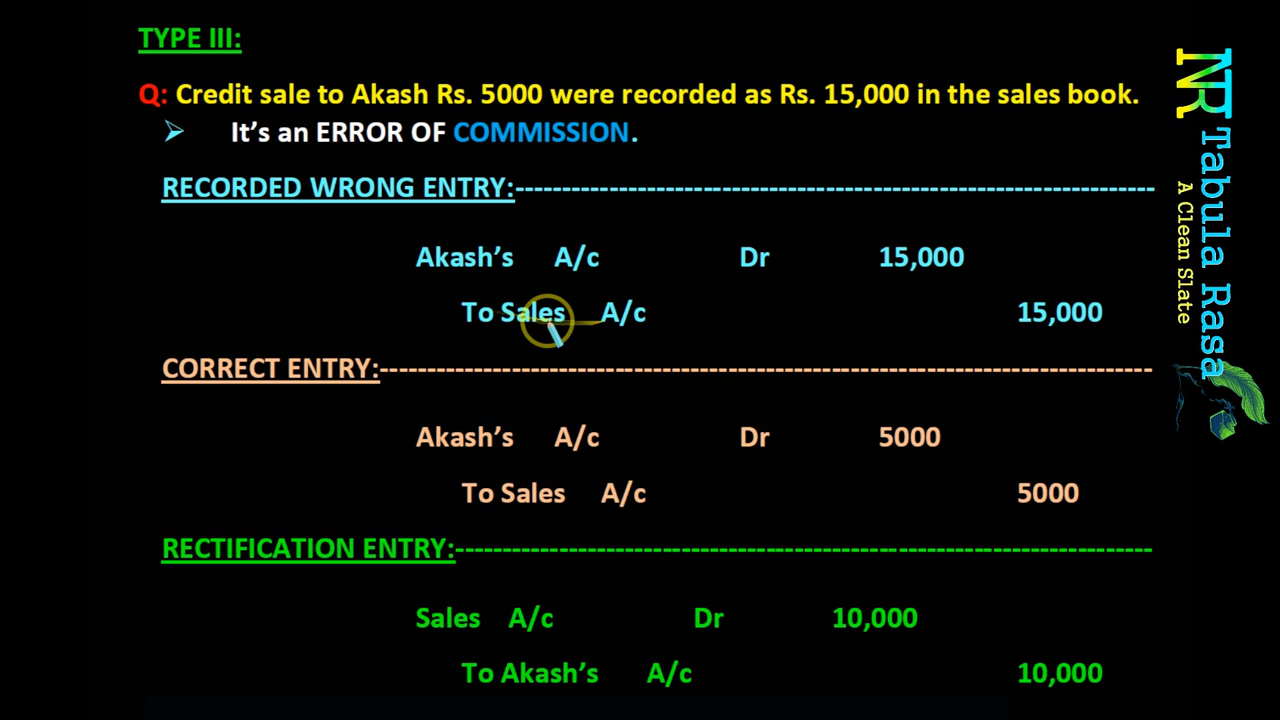 TYPE III:
Q: Credit sale to Akash Rs. 5000 were recorded as Rs. 15,000 in the sales book.
➢ It’s an ERROR OF COMMISSION.
RECORDED WRONG ENTRY:------------------------------------------------------------------------
Akash’s A/c Dr 15,000
To Sales A/c 15,000
CORRECT ENTRY:---------------------------------------------------------------------------------------
Akash’s A/c Dr 5000
To Sales A/c 5000
RECTIFICATION ENTRY:-------------------------------------------------------------------------------
Sales A/c Dr 10,000
To Akash’s A/c 10,000
TR
Tabula Rasa
A Clean Slate